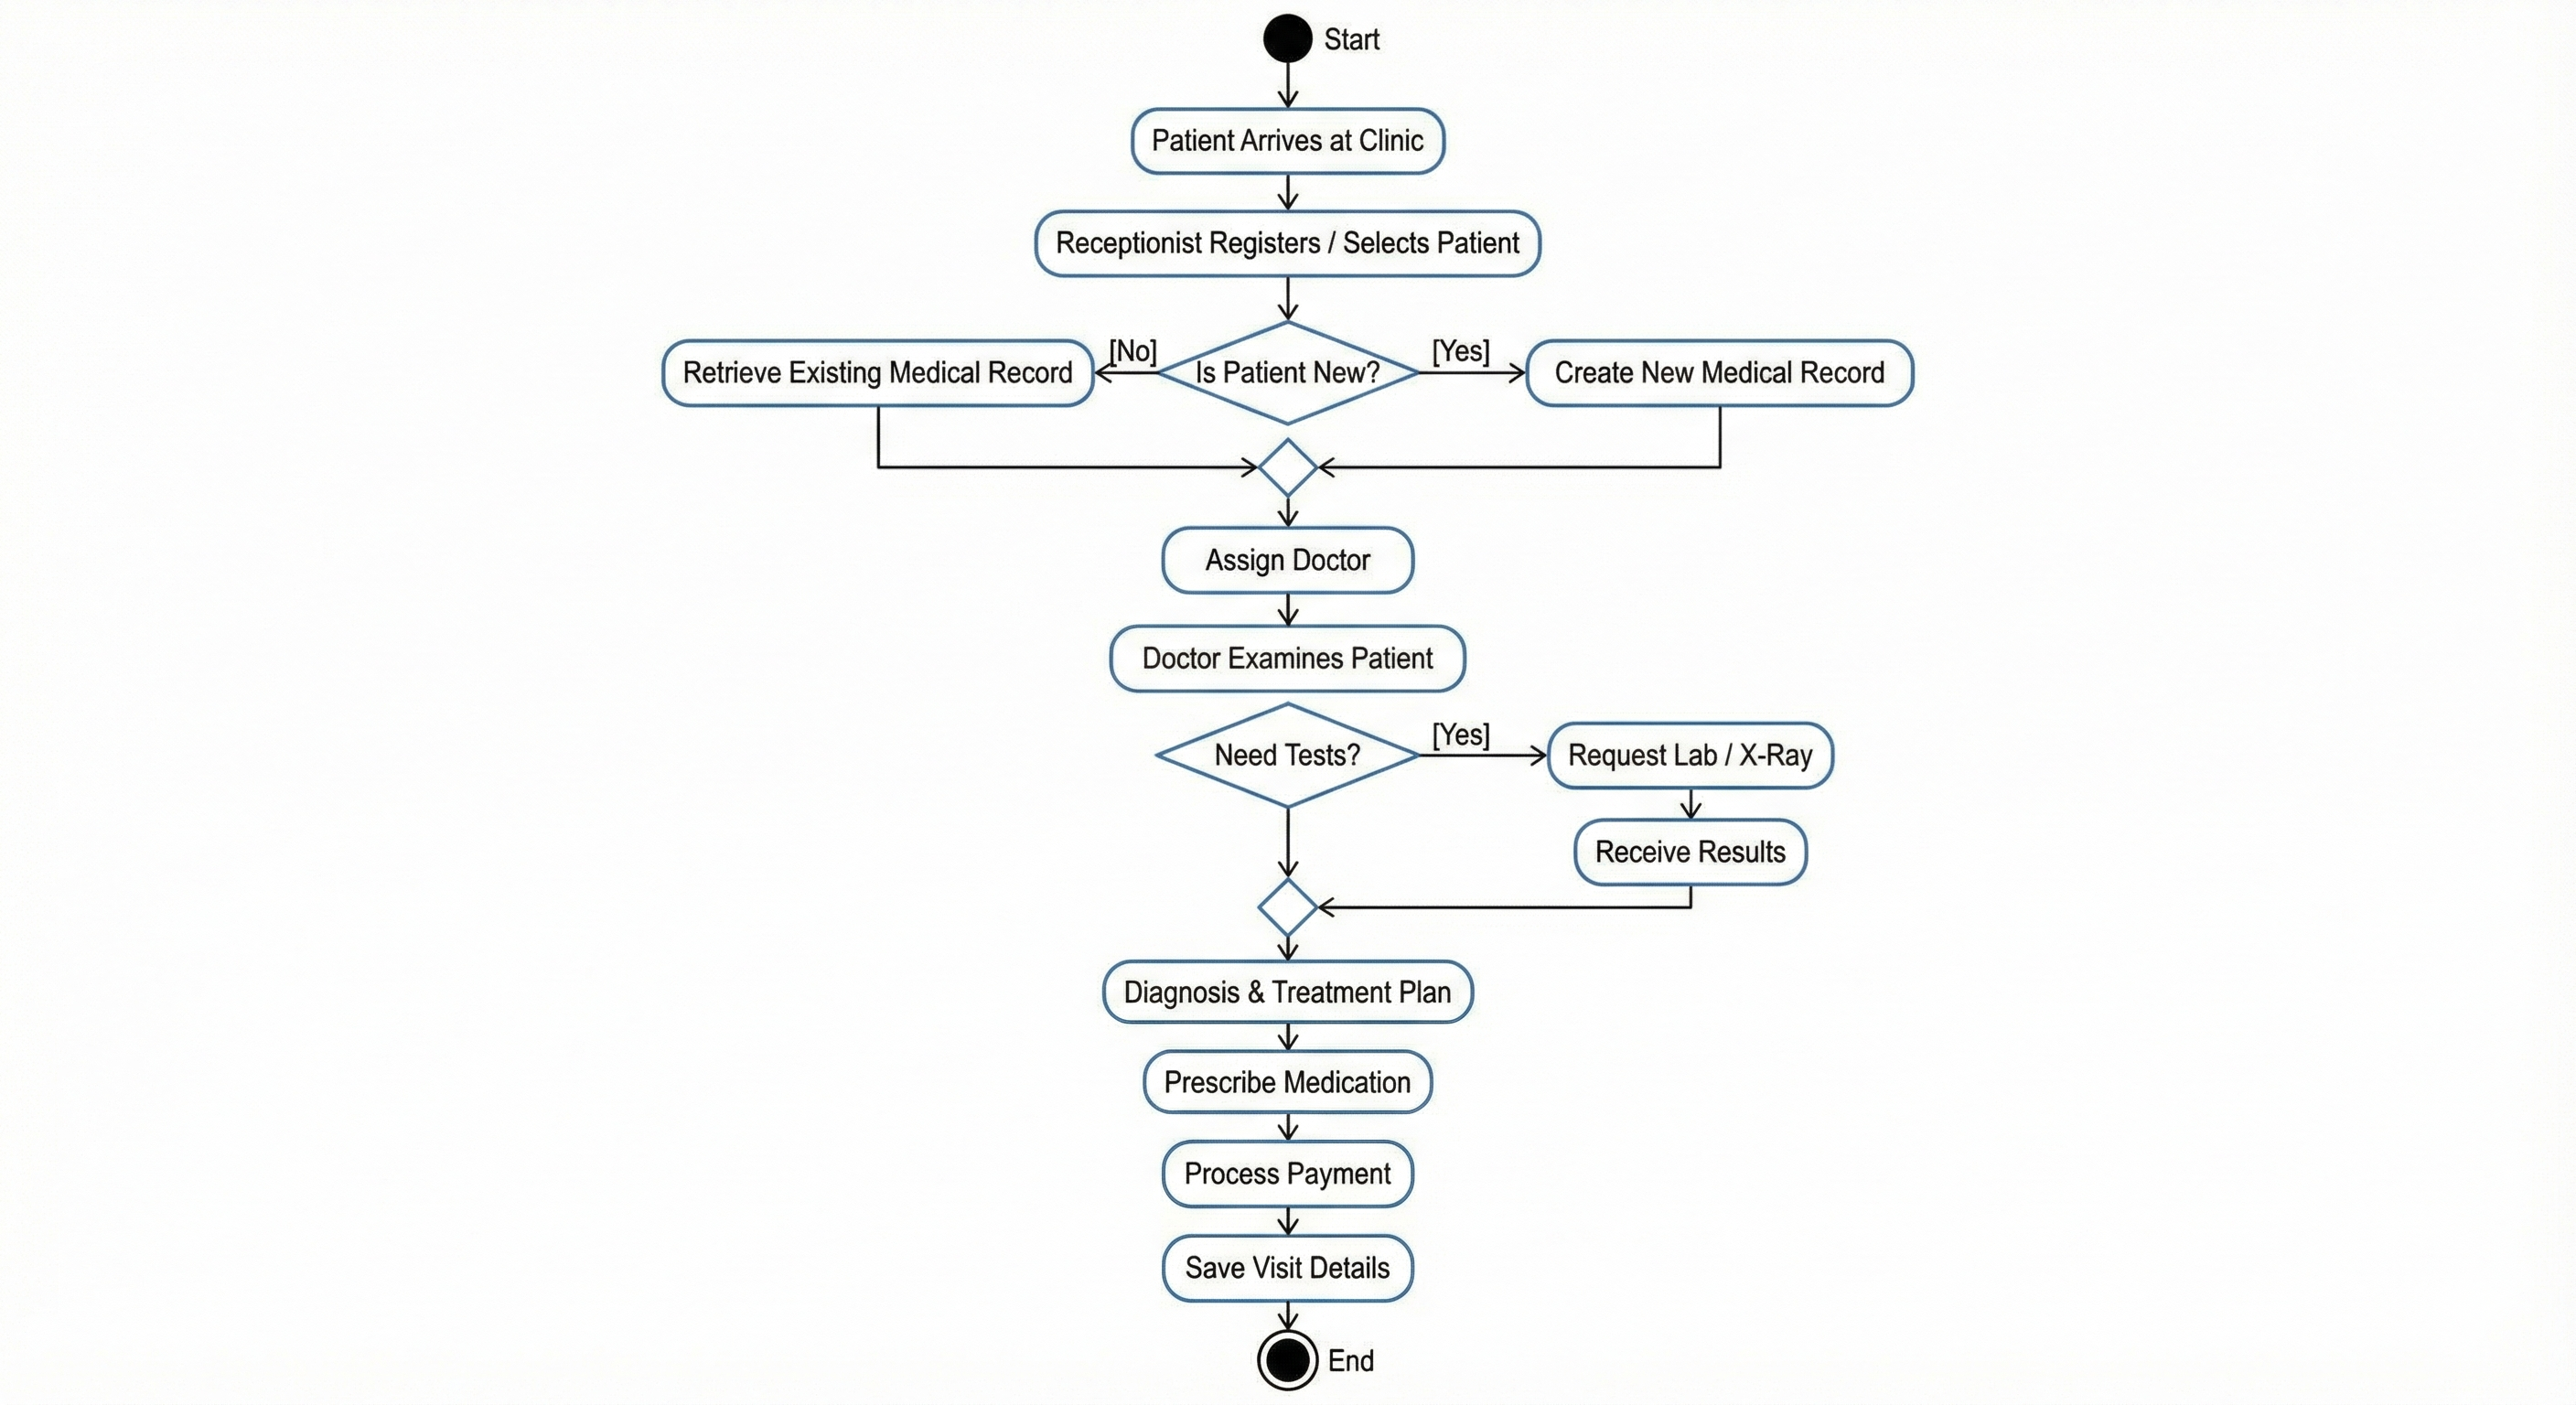 Start
Patient Arrives at Clinic
Receptionist Registers / Selects Patient
Retrieve Existing Medical Record
[No]
Is Patient New?
[Yes]
Create New Medical Record
Assign Doctor
Doctor Examines Patient
Need Tests?
[Yes]
Request Lab / X-Ray
Receive Results
Diagnosis & Treatment Plan
Prescribe Medication
Process Payment
Save Visit Details
End